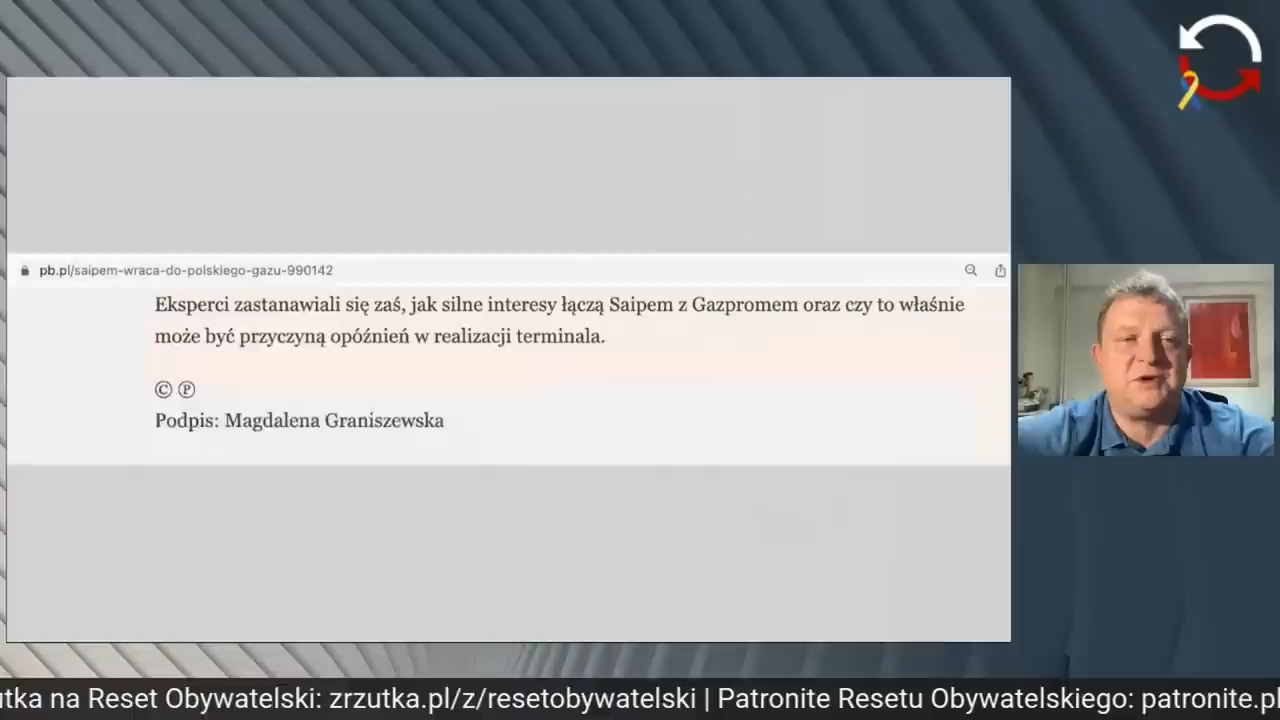 pb.pl/saipem-wraca-do-polskiego-gazu-990142
Eksperci zastanawiali się zaś, jak silne interesy łączą Saipem z Gazpromem oraz czy to właśnie
może być przyczyną opóźnień w realizacji terminala.
© ℗
Podpis: Magdalena Graniszewska
utka na Reset Obywatelski: zrzutka.pl/z/resetobywatelski | Patronite Resetu Obywatelskiego: patronite.pl